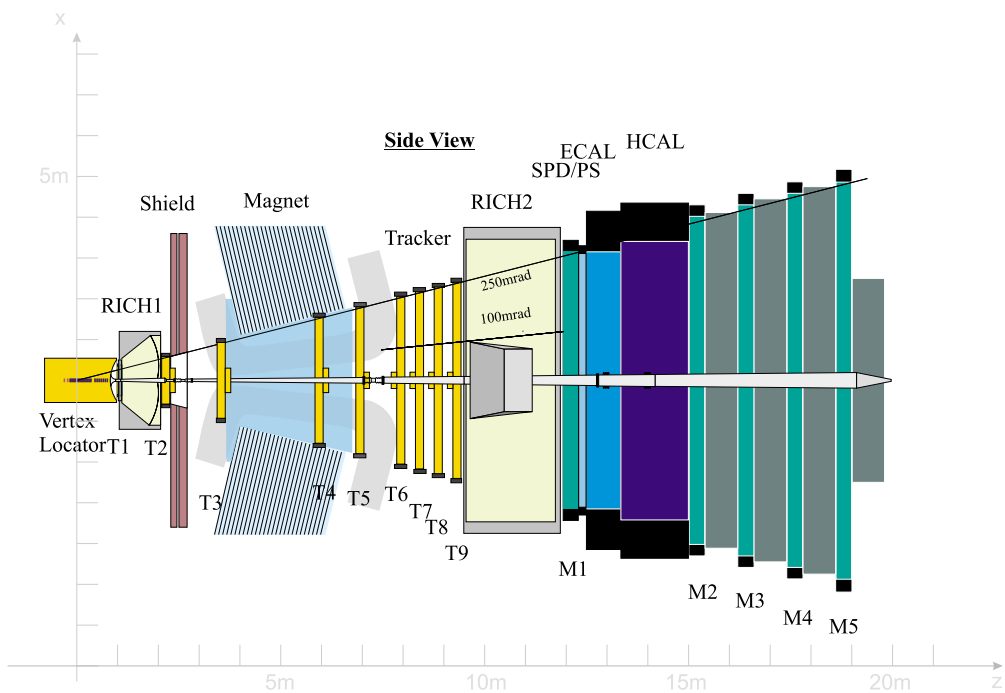 x
Side View
ECAL
HCAL
SPD/PS
5m
Shield
Magnet
RICH2
Tracker
250mrad
RICH1
100mrad
Vertex
Locator
T1
T2
T3
T4
T5
T6
T7
T8
T9
M1
M2
M3
M4
M5
5m
10m
15m
20m
z